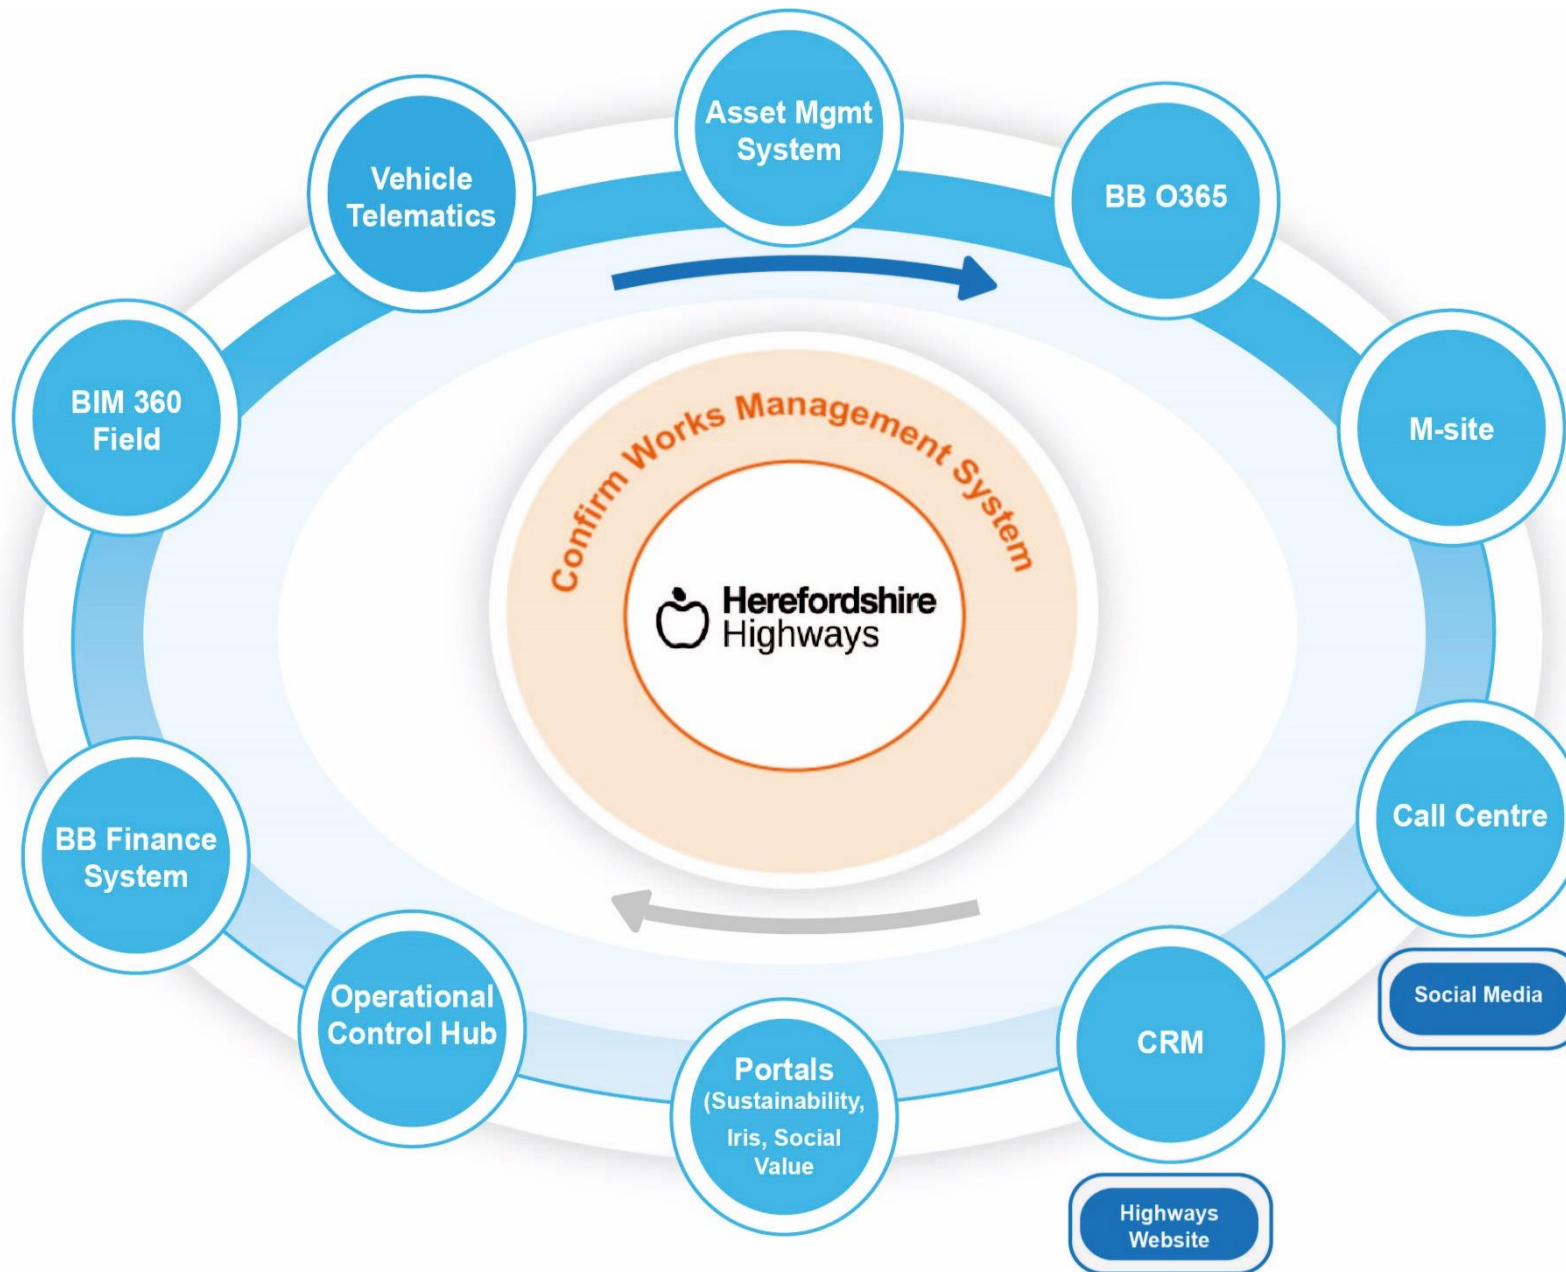 Asset Mgmt
System
BB O365
M-site
Call Centre
Social Media
CRM
Highways
Website
Portals
(Sustainability,
Iris, Social
Value
Operational
Control Hub
BB Finance
System
BIM 360
Field
Vehicle
Telematics
Confirm Works Management System
Herefordshire
Highways